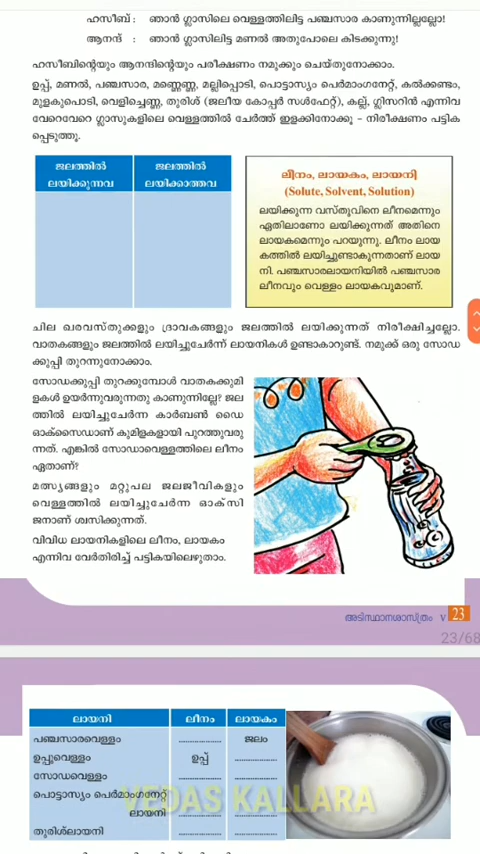 ഹസീബ് : ഞാൻ ഗ്ലാസിലെ വെള്ളത്തിലിട്ട പഞ്ചസാര കാണുന്നില്ലല്ലോ!
ആനന്ദ് : ഞാൻ ഗ്ലാസിലിട്ട മണൽ അതുപോലെ കിടക്കുന്നു!
ഹസീബിന്റെയും ആനന്ദിന്റെയും പരീക്ഷണം നമുക്കും ചെയ്തുനോക്കാം.
ഉപ്പ്, മണൽ, പഞ്ചസാര, മണ്ണെണ്ണ, മല്ലിപ്പൊടി, പൊട്ടാസ്യം പെർമാംഗനേറ്റ്, കൽക്കണ്ടം,
മുളകുപൊടി, വെളിച്ചെണ്ണ, തുരിശ് (ജലീയ കോപ്പർ സൾഫേറ്റ്), കല്ല്, ഗ്ലിസറിൻ എന്നിവ
വേറെവേറെ ഗ്ലാസുകളിലെ വെള്ളത്തിൽ ചേർത്ത് ഇളക്കിനോക്കൂ – നിരീക്ഷണം പട്ടിക
പ്പെടുത്തൂ.
ജലത്തിൽ ലയിക്കുന്നവ
ജലത്തിൽ ലയിക്കാത്തവ
ലീനം, ലായകം, ലായനി
(Solute, Solvent, Solution)
ലയിക്കുന്ന വസ്തുവിനെ ലീനമെന്നും
ഏതിലാണോ ലയിക്കുന്നത് അതിനെ
ലായകമെന്നും പറയുന്നു. ലീനം ലായ
കത്തിൽ ലയിച്ചുണ്ടാകുന്നതാണ് ലായ
നി. പഞ്ചസാരലായനിയിൽ പഞ്ചസാര
ലീനവും വെള്ളം ലായകവുമാണ്.
ചില ഖരവസ്തുക്കളും ദ്രാവകങ്ങളും ജലത്തിൽ ലയിക്കുന്നത് നിരീക്ഷിച്ചല്ലോ.
വാതകങ്ങളും ജലത്തിൽ ലയിച്ചുചേർന്ന് ലായനികൾ ഉണ്ടാകാറുണ്ട്. നമുക്ക് ഒരു സോഡ
ക്കുപ്പി തുറന്നുനോക്കാം.
സോഡക്കുപ്പി തുറക്കുമ്പോൾ വാതകക്കുമി
ളകൾ ഉയർന്നുവരുന്നതു കാണുന്നില്ലേ? ജല
ത്തിൽ ലയിച്ചുചേർന്ന കാർബൺ ഡൈ
ഓക്സൈഡാണ് കുമിളകളായി പുറത്തുവരു
ന്നത്. എങ്കിൽ സോഡാവെള്ളത്തിലെ ലീനം
ഏതാണ്?
മത്സ്യങ്ങളും മറ്റുപല ജലജീവികളും
വെള്ളത്തിൽ ലയിച്ചുചേർന്ന ഓക്സി
ജനാണ് ശ്വസിക്കുന്നത്.
വിവിധ ലായനികളിലെ ലീനം, ലായകം
എന്നിവ വേർതിരിച്ച് പട്ടികയിലെഴുതാം.
അടിസ്ഥാനശാസ്ത്രം V 23
23/68
ലായനി ലീനം ലായകം
പഞ്ചസാരവെള്ളം .................... ജലം
ഉപ്പുവെള്ളം ഉപ്പ് ....................
സോഡവെള്ളം .................... ....................
പൊട്ടാസ്യം പെർമാംഗനേറ്റ്
ലായനി .................... ....................
തുരിശ്ലായനി .................... ....................
VEDAS KALLARA